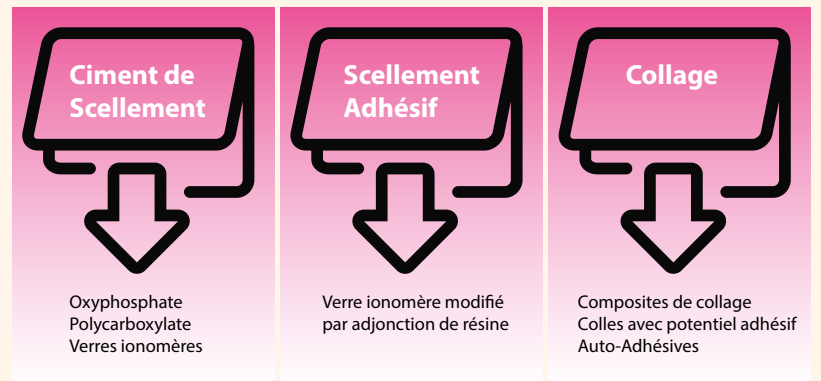 Ciment de
Scellement
Oxyphosphate
Polycarboxylate
Verres ionomères
Scellement
Adhésif
Verre ionomère modifié
par adjonction de résine
Collage
Composites de collage
Colles avec potentiel adhésif
Auto-Adhésives